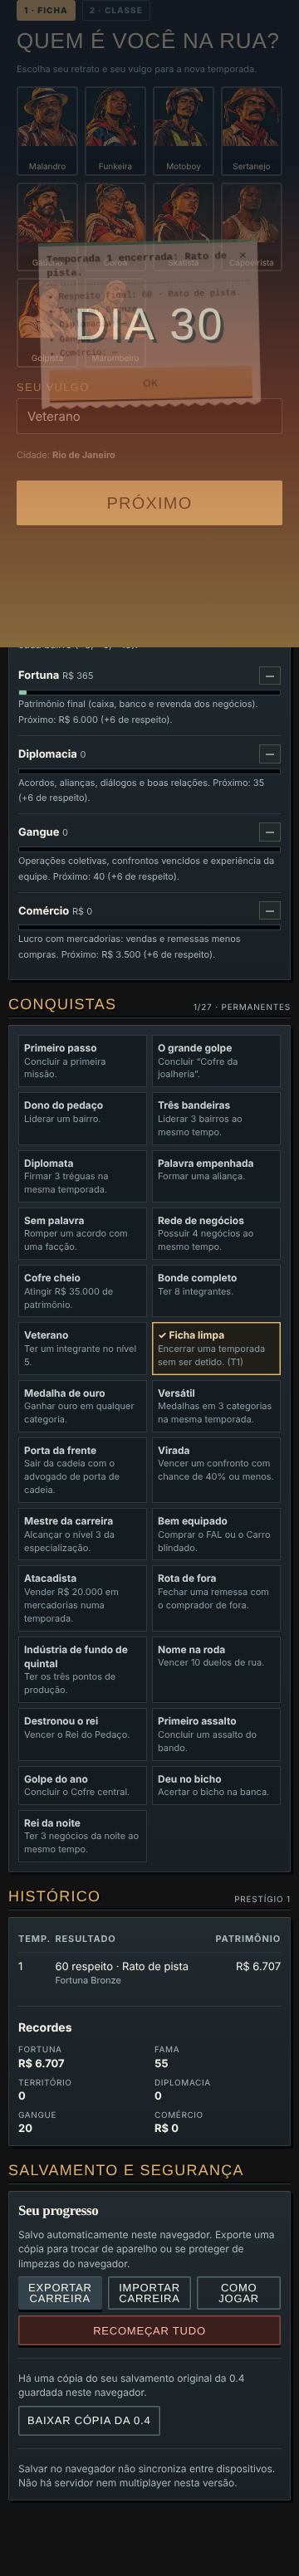 1 · FICHA
2 · CLASSE
QUEM É VOCÊ NA RUA?
Escolha seu retrato e seu vulgo para a nova temporada.
Malandro
Funkeira
Motoboy
Sertanejo
Temporada 1 encerrada: Rato de
pista.
×
Respeito final: 60 · Rato de pista.
DIA 30
Comércio: —
OK
Golpista
Marombeiro
SEU VULGO
Veterano
Cidade: Rio de Janeiro
PRÓXIMO
Fortuna R$ 365
—
Patrimônio final (caixa, banco e revenda dos negócios).
Próximo: R$ 6.000 (+6 de respeito).
Diplomacia 0
—
Acordos, alianças, diálogos e boas relações. Próximo: 35
(+6 de respeito).
Gangue 0
—
Operações coletivas, confrontos vencidos e experiência da
equipe. Próximo: 40 (+6 de respeito).
Comércio R$ 0
—
Lucro com mercadorias: vendas e remessas menos
compras. Próximo: R$ 3.500 (+6 de respeito).
CONQUISTAS
1/27 · PERMANENTES
Primeiro passo
Concluir a primeira
missão.
O grande golpe
Concluir “Cofre da
joalheria”.
Dono do pedaço
Liderar um bairro.
Três bandeiras
Liderar 3 bairros ao
mesmo tempo.
Diplomata
Firmar 3 tréguas na
mesma temporada.
Palavra empenhada
Formar uma aliança.
Sem palavra
Romper um acordo com
uma facção.
Rede de negócios
Possuir 4 negócios ao
mesmo tempo.
Cofre cheio
Atingir R$ 35.000 de
patrimônio.
Bonde completo
Ter 8 integrantes.
Veterano
Ter um integrante no nível
5.
✓ Ficha limpa
Encerrar uma temporada
sem ser detido. (T1)
Medalha de ouro
Ganhar ouro em qualquer
categoria.
Versátil
Medalhas em 3 categorias
na mesma temporada.
Porta da frente
Sair da cadeia com o
advogado de porta de
cadeia.
Virada
Vencer um confronto com
chance de 40% ou menos.
Mestre da carreira
Alcançar o nível 3 da
especialização.
Bem equipado
Comprar o FAL ou o Carro
blindado.
Atacadista
Vender R$ 20.000 em
mercadorias numa
temporada.
Rota de fora
Fechar uma remessa com
o comprador de fora.
Indústria de fundo de
quintal
Ter os três pontos de
produção.
Nome na roda
Vencer 10 duelos de rua.
Destronou o rei
Vencer o Rei do Pedaço.
Primeiro assalto
Concluir um assalto do
bando.
Golpe do ano
Concluir o Cofre central.
Deu no bicho
Acertar o bicho na banca.
Rei da noite
Ter 3 negócios da noite ao
mesmo tempo.
HISTÓRICO
PRESTÍGIO 1
TEMP. RESULTADO PATRIMÔNIO
1 60 respeito · Rato de pista R$ 6.707
Fortuna Bronze
Recordes
FORTUNA
R$ 6.707
FAMA
55
TERRITÓRIO
0
DIPLOMACIA
0
GANGUE
20
COMÉRCIO
R$ 0
SALVAMENTO E SEGURANÇA
Seu progresso
Salvo automaticamente neste navegador. Exporte uma
cópia para trocar de aparelho ou se proteger de
limpezas do navegador.
EXPORTAR
CARREIRA
IMPORTAR
CARREIRA
COMO
JOGAR
RECOMEÇAR TUDO
Há uma cópia do seu salvamento original da 0.4
guardada neste navegador.
BAIXAR CÓPIA DA 0.4
Salvar no navegador não sincroniza entre dispositivos.
Não há servidor nem multiplayer nesta versão.